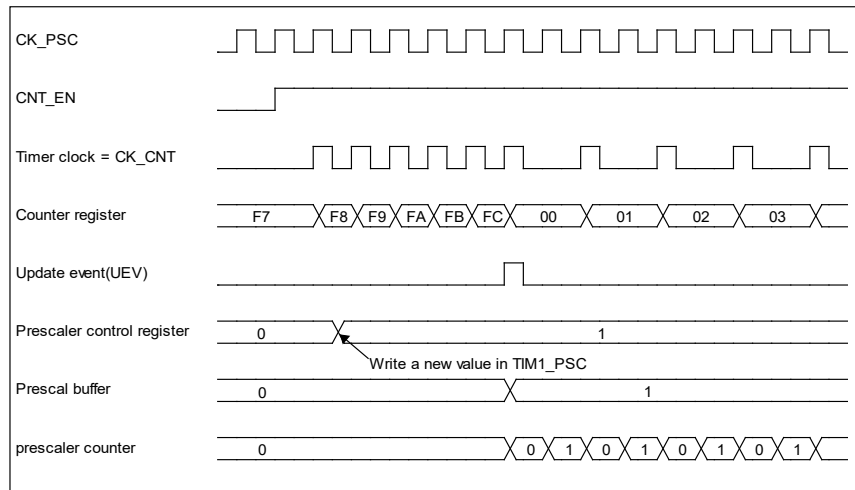 CK_PSC
CNT_EN
Timer clock = CK_CNT
Counter register F7 F8 F9 FA FB FC 00 01 02 03
Update event(UEV)
Prescaler control register 0 1
Write a new value in TIM1_PSC
Prescal buffer 0 1
prescaler counter 0 0 1 0 1 0 1 0 1